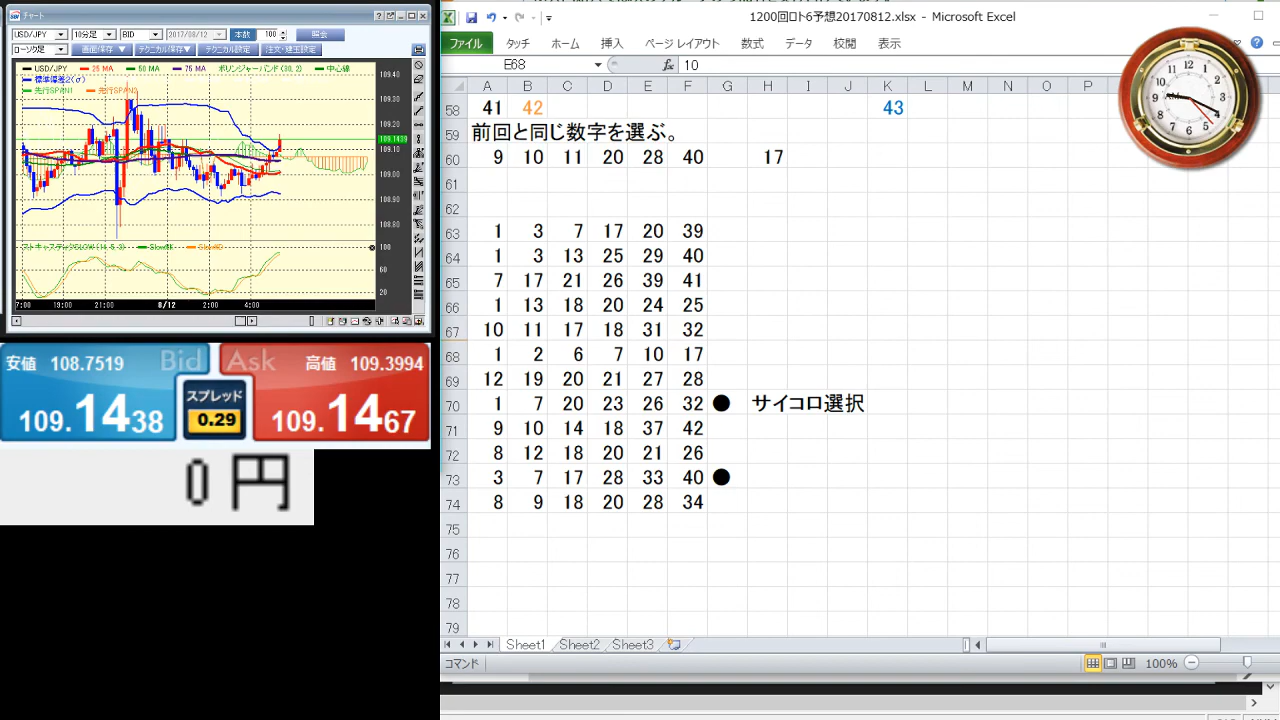 チャート
USD/JPY 10分足 BID 2017/08/12 本数 100 照会
ローソク足 画面保存▼ テクニカル保存▼ テクニカル設定 注文・建玉設定
USD/JPY 25 MA 50 MA 75 MA ボリンジャーバンド(30,2) 中心線
標準偏差2(σ)
先行SPAN1 先行SPAN2
109.40
109.30
109.20
109.1439
109.10
109.00
108.90
108.80
100
60
20
7:00 19:00 21:00 8/12 2:00 4:00
安値 108.7519 Bid Ask 高値 109.3994
109.1438 スプレッド 0.29 109.1467
0円
1200回ロト6予想20170812.xlsx - Microsoft Excel
ファイル タッチ ホーム 挿入 ページ レイアウト 数式 データ 校閲 表示
E68 fx 10
A B C D E F G H I J K L M N O P
58 41 42 43
59 前回と同じ数字を選ぶ。
60 9 10 11 20 28 40 17
61
62
63 1 3 7 17 20 39
64 1 3 13 25 29 40
65 7 17 21 26 39 41
66 1 13 18 20 24 25
67 10 11 17 18 31 32
68 1 2 6 7 10 17
69 12 19 20 21 27 28
70 1 7 20 23 26 32 ● サイコロ選択
71 9 10 14 18 37 42
72 8 12 18 20 21 26
73 3 7 17 28 33 40 ●
74 8 9 18 20 28 34
75
76
77
78
79
Sheet1 Sheet2 Sheet3
コマンド 100%
12 1 2 3 4 5 6 7 8 9 10 11